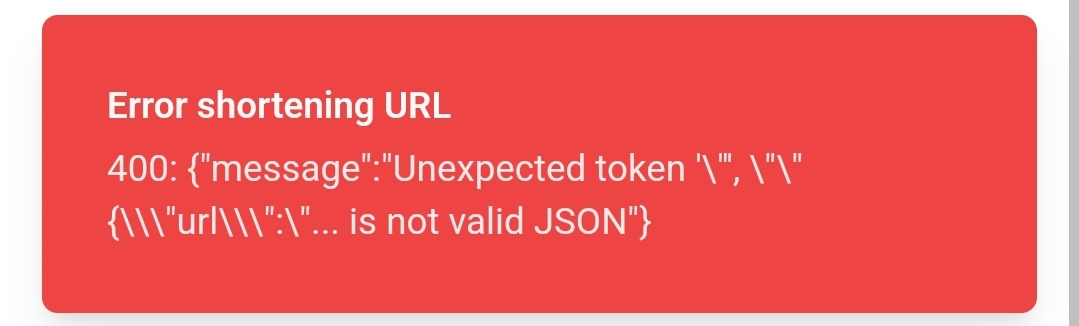 Error shortening URL
400: {"message":"Unexpected token '\"', \"\"
{\\\"url\\\":\"... is not valid JSON"}